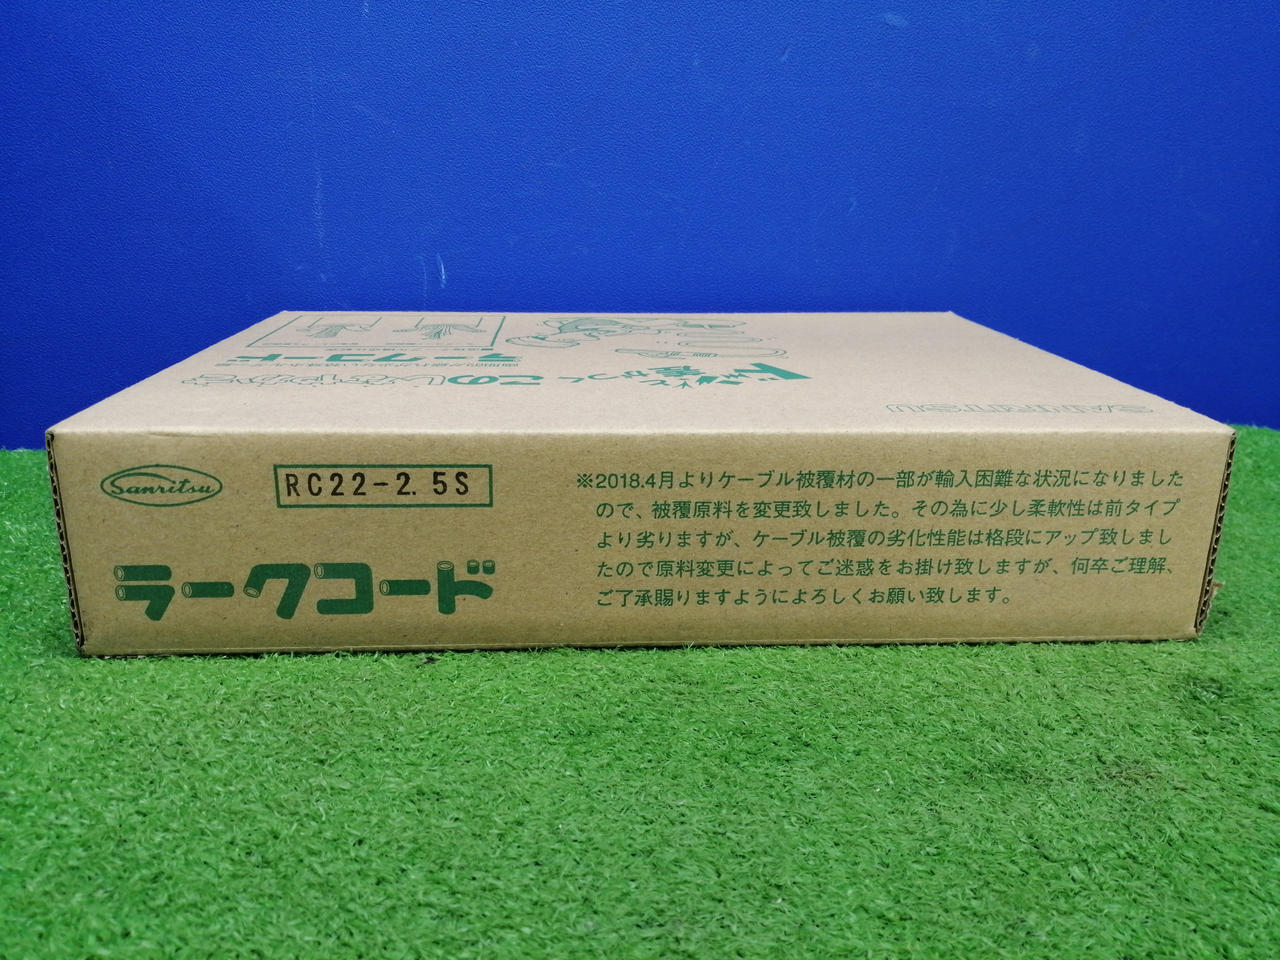 SANRITSU
ラークコード
Sanritsu
RC22-2.5S
ラークコード
※2018.4月よりケーブル被覆材の一部が輸入困難な状況になりました
ので、被覆原料を変更致しました。その為に少し柔軟性は前タイプ
より劣りますが、ケーブル被覆の劣化性能は格段にアップ致しまし
たので原料変更によってご迷惑をお掛け致しますが、何卒ご理解、
ご了承賜りますようによろしくお願い致します。